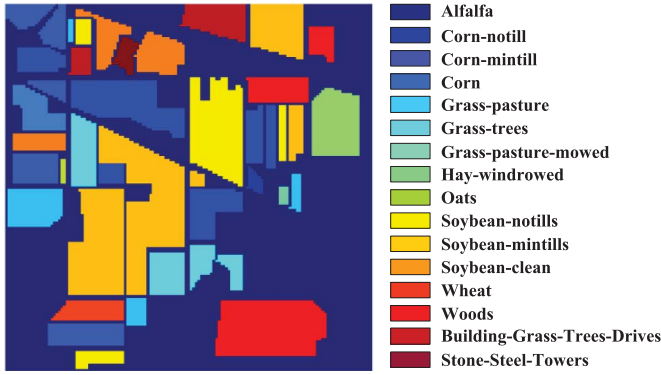 Alfalfa
Corn-notill
Corn-mintill
Corn
Grass-pasture
Grass-trees
Grass-pasture-mowed
Hay-windrowed
Oats
Soybean-notills
Soybean-mintills
Soybean-clean
Wheat
Woods
Building-Grass-Trees-Drives
Stone-Steel-Towers